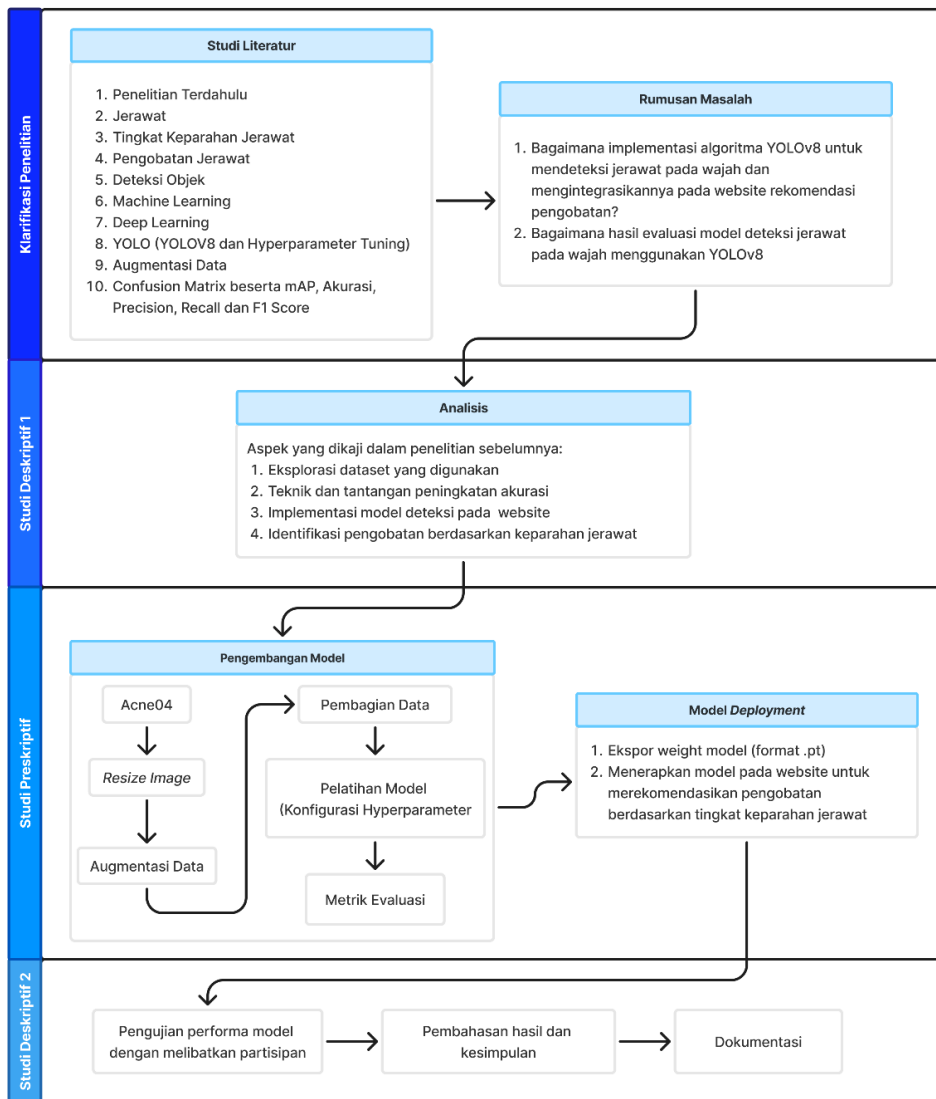 Klarifikasi Penelitian
Studi Literatur
1. Penelitian Terdahulu
2. Jerawat
3. Tingkat Keparahan Jerawat
4. Pengobatan Jerawat
5. Deteksi Objek
6. Machine Learning
7. Deep Learning
8. YOLO (YOLOV8 dan Hyperparameter Tuning)
9. Augmentasi Data
10. Confusion Matrix beserta mAP, Akurasi,
Precision, Recall dan F1 Score
Rumusan Masalah
1. Bagaimana implementasi algoritma YOLOv8 untuk
mendeteksi jerawat pada wajah dan
mengintegrasikannya pada website rekomendasi
pengobatan?
2. Bagaimana hasil evaluasi model deteksi jerawat
pada wajah menggunakan YOLOv8
Studi Deskriptif 1
Analisis
Aspek yang dikaji dalam penelitian sebelumnya:
1. Eksplorasi dataset yang digunakan
2. Teknik dan tantangan peningkatan akurasi
3. Implementasi model deteksi pada website
4. Identifikasi pengobatan berdasarkan keparahan jerawat
Studi Preskriptif
Pengembangan Model
Acne04
Resize Image
Augmentasi Data
Pembagian Data
Pelatihan Model
(Konfigurasi Hyperparameter
Metrik Evaluasi
Model Deployment
1. Ekspor weight model (format .pt)
2. Menerapkan model pada website untuk
merekomendasikan pengobatan
berdasarkan tingkat keparahan jerawat
Studi Deskriptif 2
Pengujian performa model
dengan melibatkan partisipan
Pembahasan hasil dan
kesimpulan
Dokumentasi